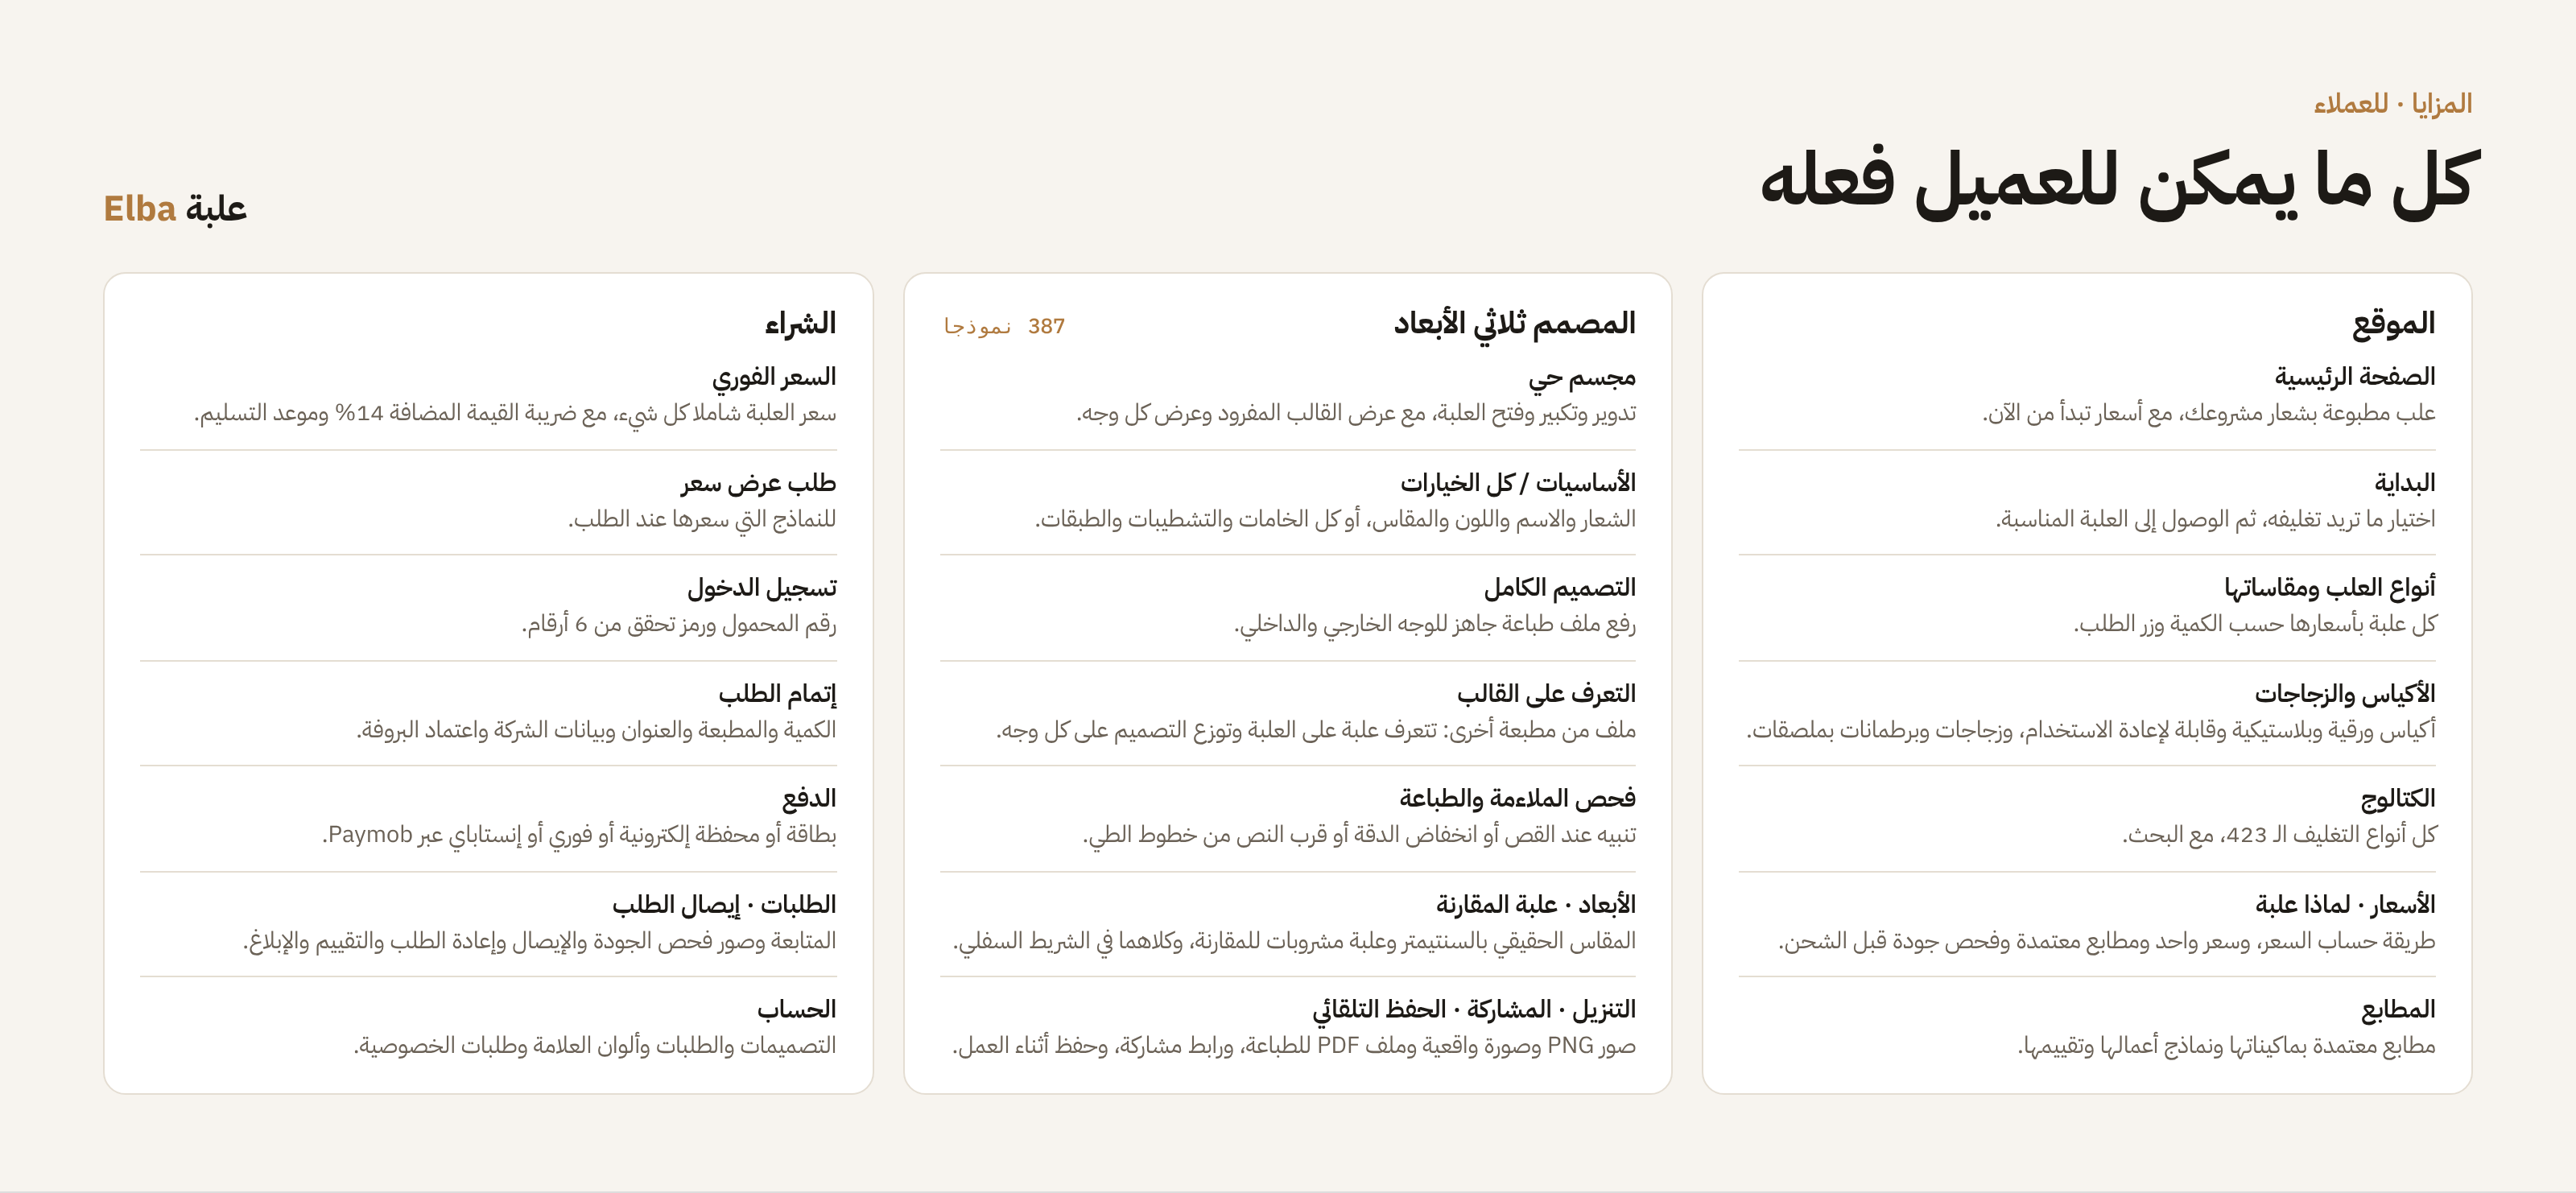 المزايا · للعملاء
كل ما يمكن للعميل فعله
علبة Elba
الموقع
الصفحة الرئيسية
علب مطبوعة بشعار مشروعك، مع أسعار تبدأ من الآن.
البداية
اختيار ما تريد تغليفه، ثم الوصول إلى العلبة المناسبة.
أنواع العلب ومقاساتها
كل علبة بأسعارها حسب الكمية وزر الطلب.
الأكياس والزجاجات
أكياس ورقية وبلاستيكية وقابلة لإعادة الاستخدام، وزجاجات وبرطمانات بملصقات.
الكتالوج
كل أنواع التغليف الـ 423، مع البحث.
الأسعار · لماذا علبة
طريقة حساب السعر، وسعر واحد ومطابع معتمدة وفحص جودة قبل الشحن.
المطابع
مطابع معتمدة بماكيناتها ونماذج أعمالها وتقييمها.
المصمم ثلاثي الأبعاد
387 نموذجا
مجسم حي
تدوير وتكبير وفتح العلبة، مع عرض القالب المفرود وعرض كل وجه.
الأساسيات / كل الخيارات
الشعار والاسم واللون والمقاس، أو كل الخامات والتشطيبات والطبقات.
التصميم الكامل
رفع ملف طباعة جاهز للوجه الخارجي والداخلي.
التعرف على القالب
ملف من مطبعة أخرى: تتعرف علبة على العلبة وتوزع التصميم على كل وجه.
فحص الملاءمة والطباعة
تنبيه عند القص أو انخفاض الدقة أو قرب النص من خطوط الطي.
الأبعاد · علبة المقارنة
المقاس الحقيقي بالسنتيمتر وعلبة مشروبات للمقارنة، وكلاهما في الشريط السفلي.
التنزيل · المشاركة · الحفظ التلقائي
صور PNG وصورة واقعية وملف PDF للطباعة، ورابط مشاركة، وحفظ أثناء العمل.
الشراء
السعر الفوري
سعر العلبة شاملا كل شيء، مع ضريبة القيمة المضافة 14% وموعد التسليم.
طلب عرض سعر
للنماذج التي سعرها عند الطلب.
تسجيل الدخول
رقم المحمول ورمز تحقق من 6 أرقام.
إتمام الطلب
الكمية والمطبعة والعنوان وبيانات الشركة واعتماد البروفة.
الدفع
بطاقة أو محفظة إلكترونية أو فوري أو إنستاباي عبر Paymob.
الطلبات · إيصال الطلب
المتابعة وصور فحص الجودة والإيصال وإعادة الطلب والتقييم والإبلاغ.
الحساب
التصميمات والطلبات وألوان العلامة وطلبات الخصوصية.